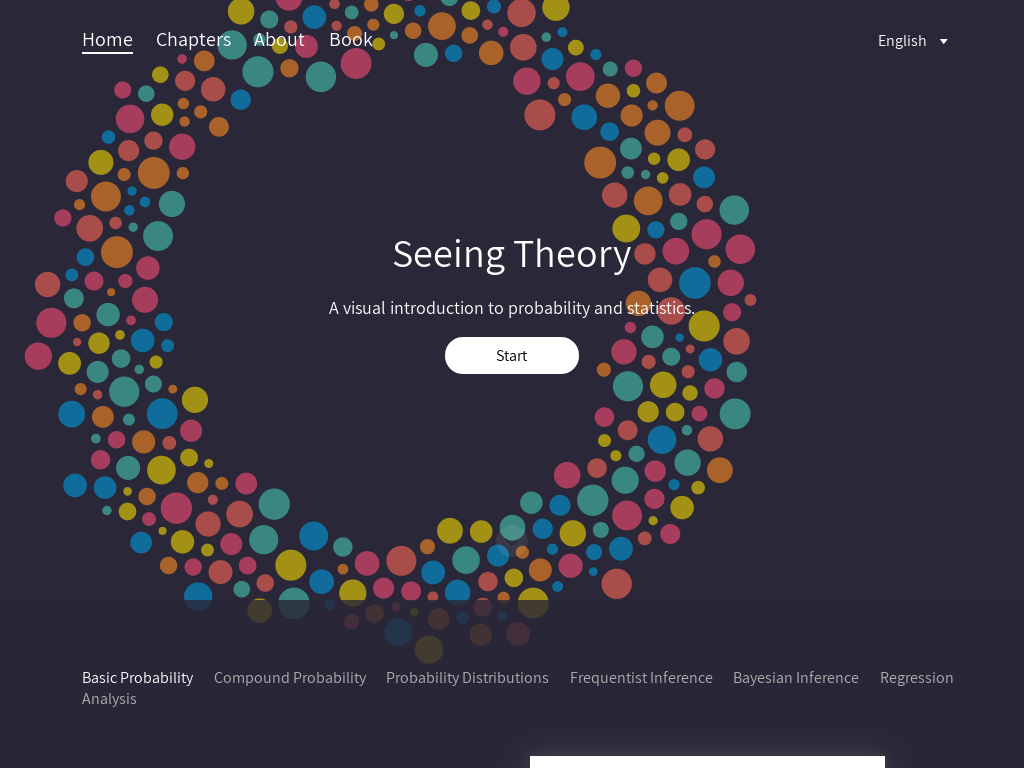 Home Chapters About Book English
Seeing Theory
A visual introduction to probability and statistics.
Start
Basic Probability Compound Probability Probability Distributions Frequentist Inference Bayesian Inference Regression
Analysis